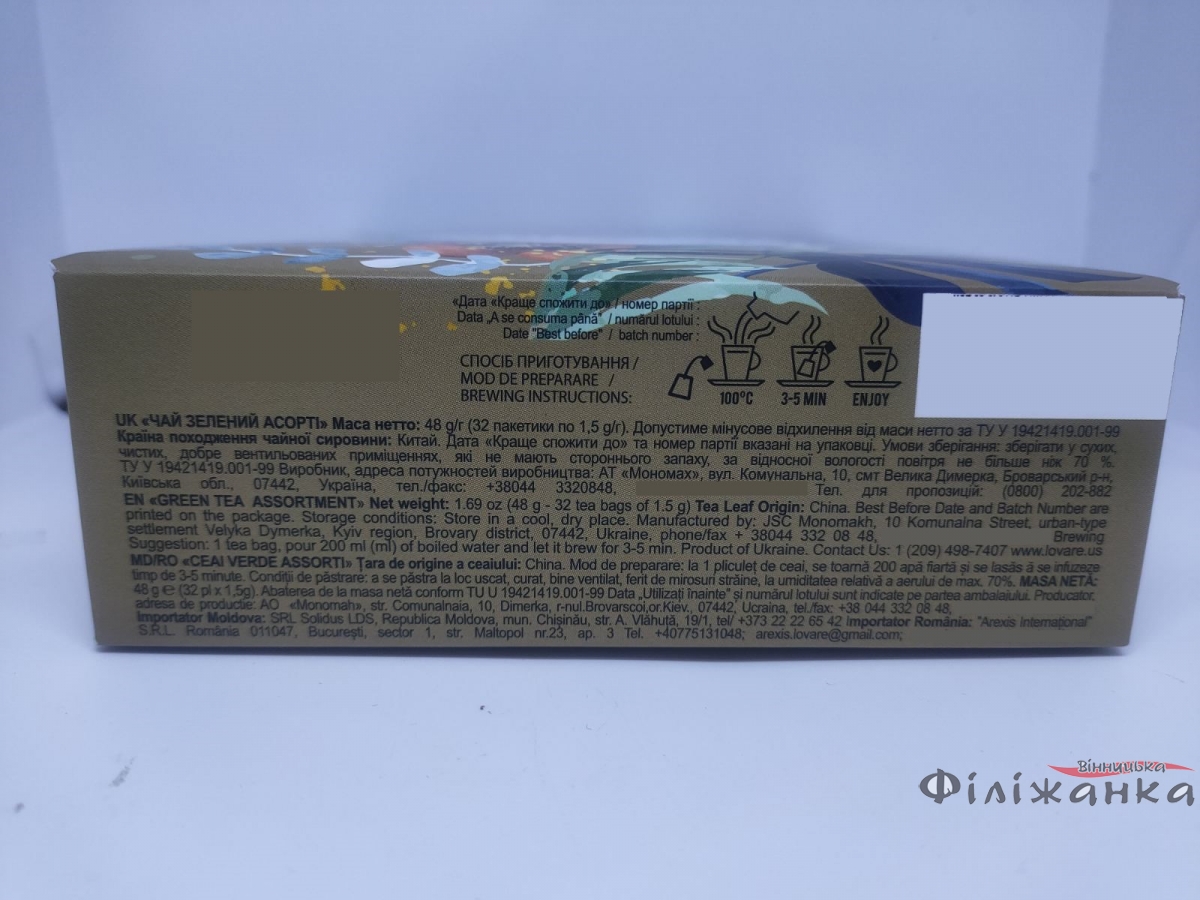 «Дата «Краще спожити до» / номер партії :
Data „A se consuma până” / numărul lotului :
Date "Best before" / batch number :
СПОСІБ ПРИГОТУВАННЯ /
MOD DE PREPARARE /
BREWING INSTRUCTIONS:
100°C 3-5 MIN ENJOY
UK «ЧАЙ ЗЕЛЕНИЙ АСОРТІ» Маса нетто: 48 g/г (32 пакетики по 1,5 g/г). Допустиме мінусове відхилення від маси нетто за ТУ У 19421419.001-99
Країна походження чайної сировини: Китай. Дата «Краще спожити до» та номер партії вказані на упаковці. Умови зберігання: зберігати у сухих,
чистих, добре вентильованих приміщеннях, які не мають стороннього запаху, за відносної вологості повітря не більше ніж 70 %.
ТУ У 19421419.001-99 Виробник, адреса потужностей виробництва: АТ «Мономах», вул. Комунальна, 10, смт Велика Димерка, Броварський р-н,
Київська обл., 07442, Україна, тел./факс: +38044 3320848, Тел. для пропозицій: (0800) 202-882
EN «GREEN TEA ASSORTMENT» Net weight: 1.69 oz (48 g - 32 tea bags of 1.5 g) Tea Leaf Origin: China. Best Before Date and Batch Number are
printed on the package. Storage conditions: Store in a cool, dry place. Manufactured by: JSC Monomakh, 10 Komunalna Street, urban-type
settlement Velyka Dymerka, Kyiv region, Brovary district, 07442, Ukraine, phone/fax + 38044 332 08 48, Brewing
Suggestion: 1 tea bag, pour 200 ml (ml) of boiled water and let it brew for 3-5 min. Product of Ukraine. Contact Us: 1 (209) 498-7407 www.lovare.us
MD/RO «CEAI VERDE ASSORTI» Țara de origine a ceaiului: China. Mod de preparare: la 1 pliculeț de ceai, se toarnă 200 apă fiartă și se lasăs ă se infuzeze
timp de 3-5 minute. Condiții de păstrare: a se păstra la loc uscat, curat, bine ventilat, ferit de mirosuri străine, la umiditatea relativă a aerului de max. 70%. MASA NETĂ:
48 g e (32 pl x 1,5g). Abaterea de la masa netă conform TU U 19421419.001-99 Data „Utilizați înainte” și numărul lotului sunt indicate pe partea ambalajului. Producator,
adresa de productie: AO «Monomah», str. Comunalnaia, 10, Dimerka, r-nul.Brovarscol,or.Kiev., 07442, Ucraina, tel./fax: +38 044 332 08 48,
Importator Moldova: SRL Solidus LDS, Republica Moldova, mun. Chișinău, str. A. Vlăhuță, 19/1, tel/ +373 22 22 65 42 Importator România: "Arexis Internațional"
S.R.L. România 011047, București, sector 1, str. Maltopol nr.23, ap. 3 Tel. +40775131048; arexis.lovare@gmail.com;
Вінницька
Філіжанка